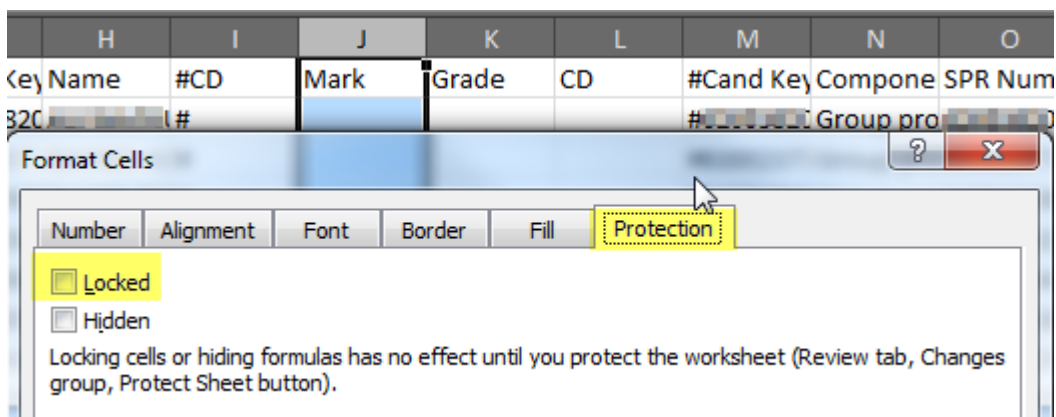 H I J K L M N O
Key Name #CD Mark Grade CD #Cand Key Compone SPR Num
320 # # Group pro
Format Cells
Number Alignment Font Border Fill Protection
Locked
Hidden
Locking cells or hiding formulas has no effect until you protect the worksheet (Review tab, Changes
group, Protect Sheet button).